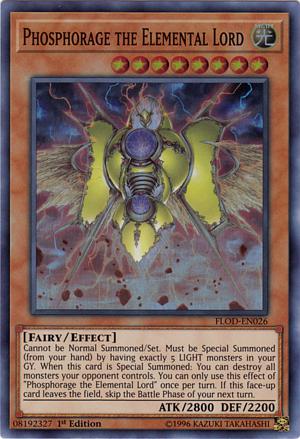 PHOSPHORAGE THE ELEMENTAL LORD
光
FLOD-EN026
[FAIRY/EFFECT]
Cannot be Normal Summoned/Set. Must be Special Summoned
(from your hand) by having exactly 5 LIGHT monsters in your
GY. When this card is Special Summoned: You can destroy all
monsters your opponent controls. You can only use this effect of
"Phosphorage the Elemental Lord" once per turn. If this face-up
card leaves the field, skip the Battle Phase of your next turn.
ATK/2800 DEF/2200
08192327 1st Edition ©1996 KAZUKI TAKAHASHI